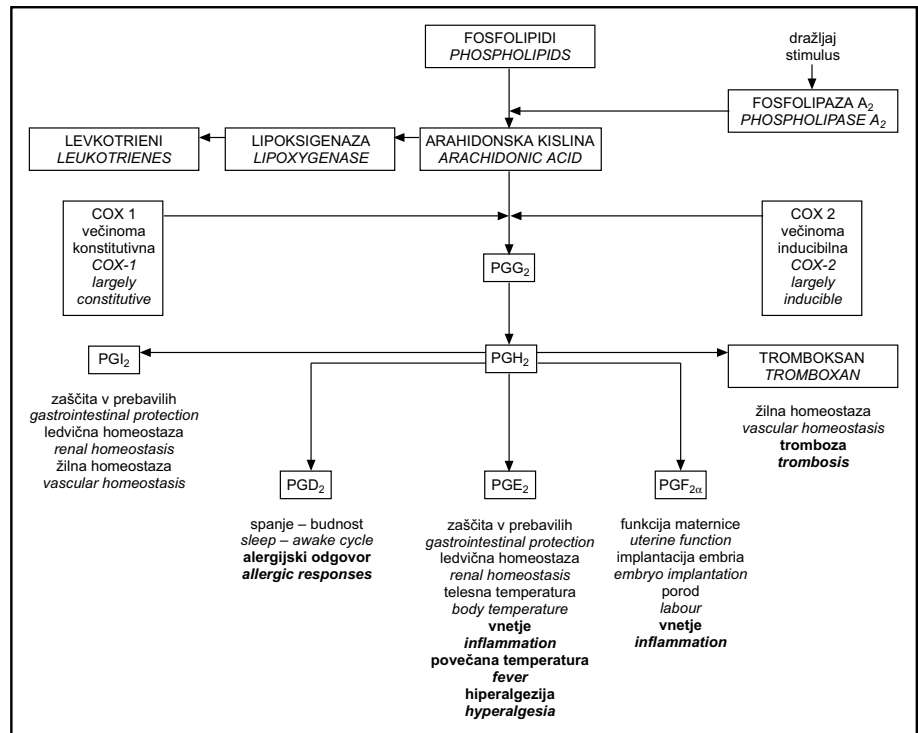 FOSFOLIPIDI
PHOSPHOLIPIDS
dražljaj
stimulus
FOSFOLIPAZA A₂
PHOSPHOLIPASE A₂
LEVKOTRIENI
LEUKOTRIENES
LIPOKSIGENAZA
LIPOXYGENASE
ARAHIDONSKA KISLINA
ARACHIDONIC ACID
COX 1
večinoma
konstitutivna
COX-1
largely
constitutive
COX 2
večinoma
inducibilna
COX-2
largely
inducible
PGG₂
PGI₂
zaščita v prebavilih
gastrointestinal protection
ledvična homeostaza
renal homeostasis
žilna homeostaza
vascular homeostasis
PGH₂
TROMBOKSAN
TROMBOXAN
žilna homeostaza
vascular homeostasis
tromboza
trombosis
PGD₂
spanje – budnost
sleep – awake cycle
alergijski odgovor
allergic responses
PGE₂
zaščita v prebavilih
gastrointestinal protection
ledvična homeostaza
renal homeostasis
telesna temperatura
body temperature
vnetje
inflammation
povečana temperatura
fever
hiperalgezija
hyperalgesia
PGF₂α
funkcija maternice
uterine function
implantacija embria
embryo implantation
porod
labour
vnetje
inflammation